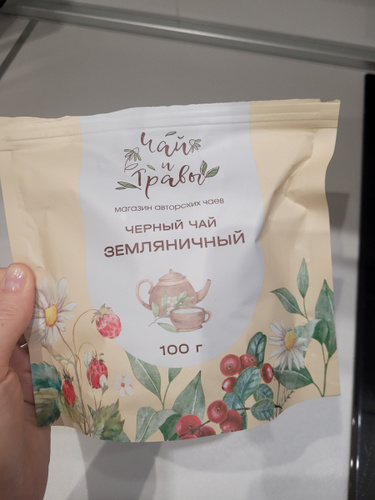 Чай
и
Травы
магазин авторских чаев
ЧЕРНЫЙ ЧАЙ
ЗЕМЛЯНИЧНЫЙ
100 г